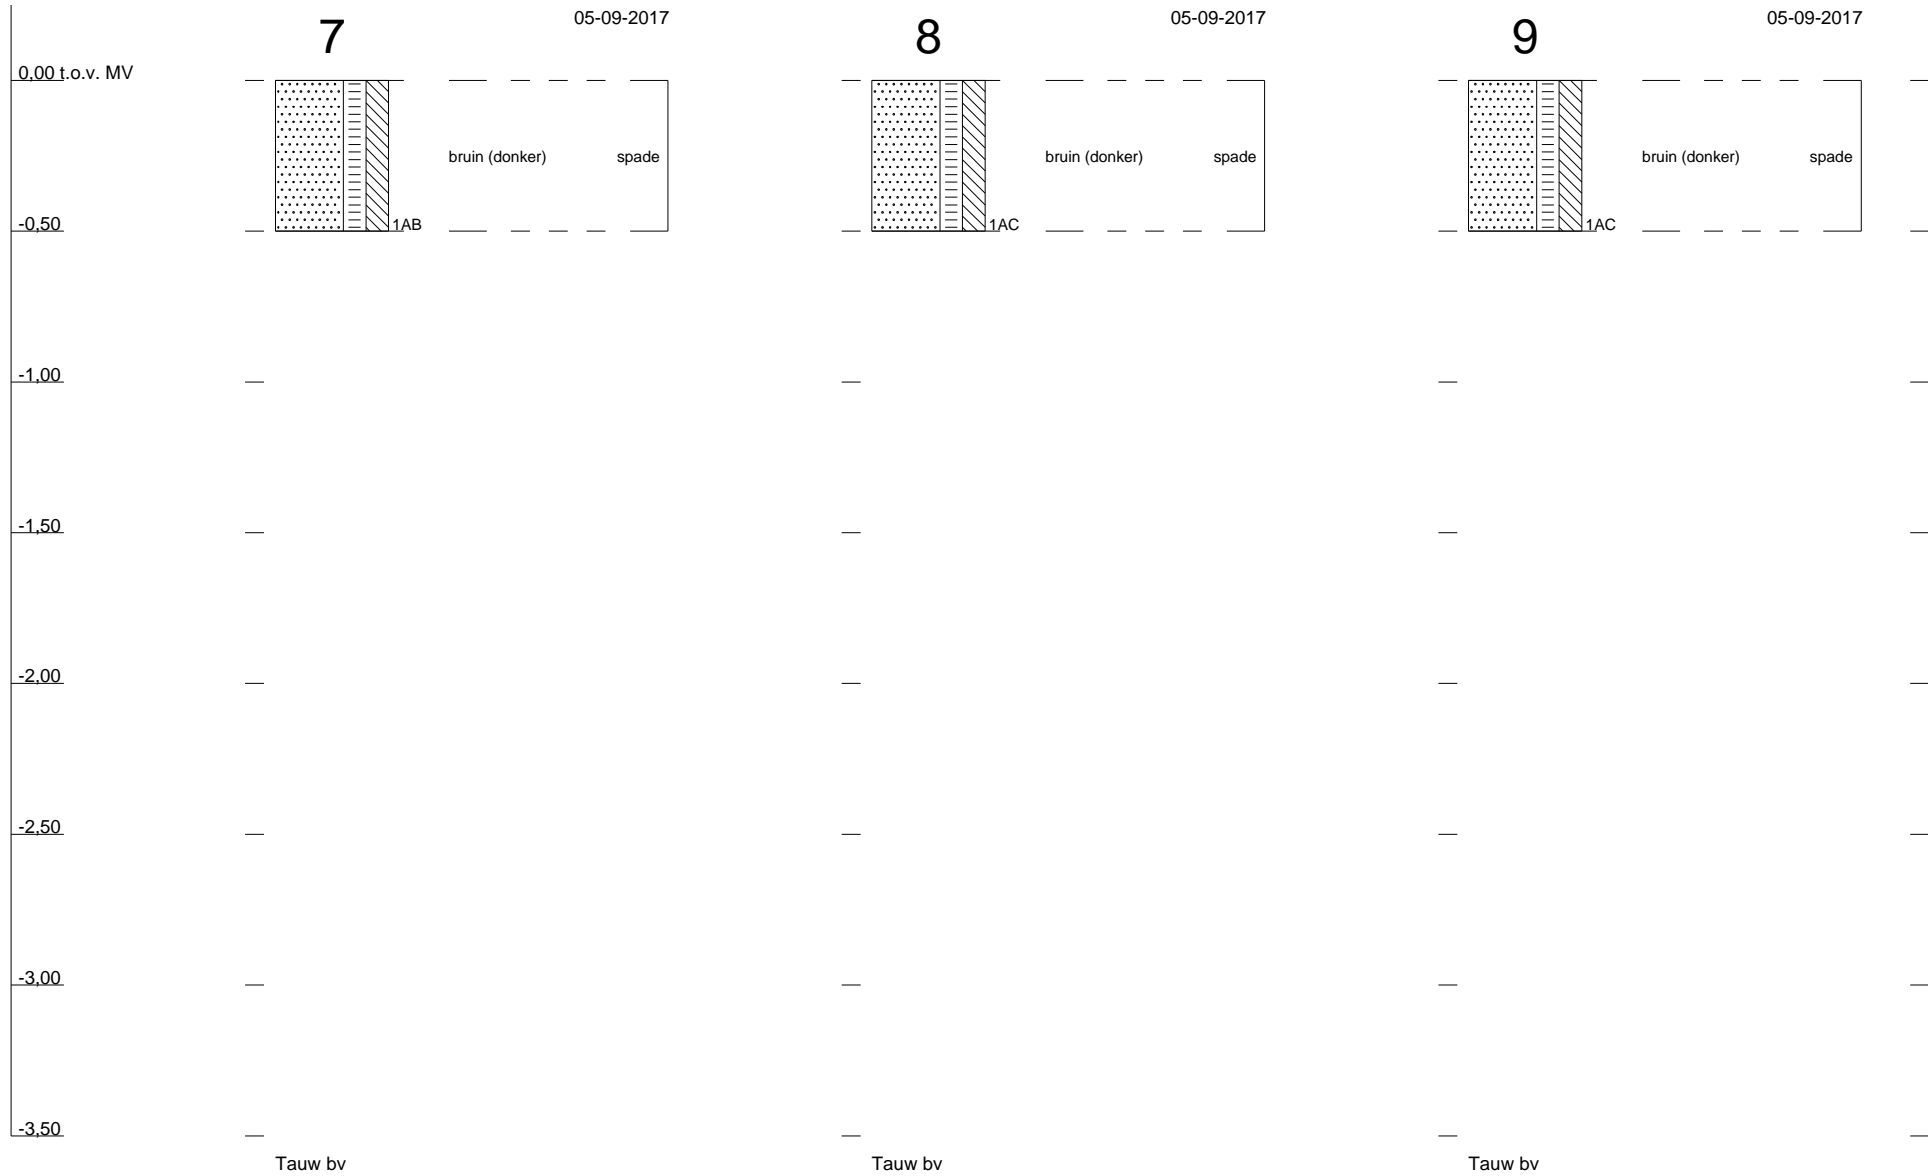 05-09-2017 05-09-2017 05-09-2017
7 8 9
0,00 t.o.v. MV
bruin (donker) spade bruin (donker) spade bruin (donker) spade
-0,50 1AB 1AC 1AC
-1,00
-1,50
-2,00
-2,50
-3,00
-3,50
Tauw bv Tauw bv Tauw bv